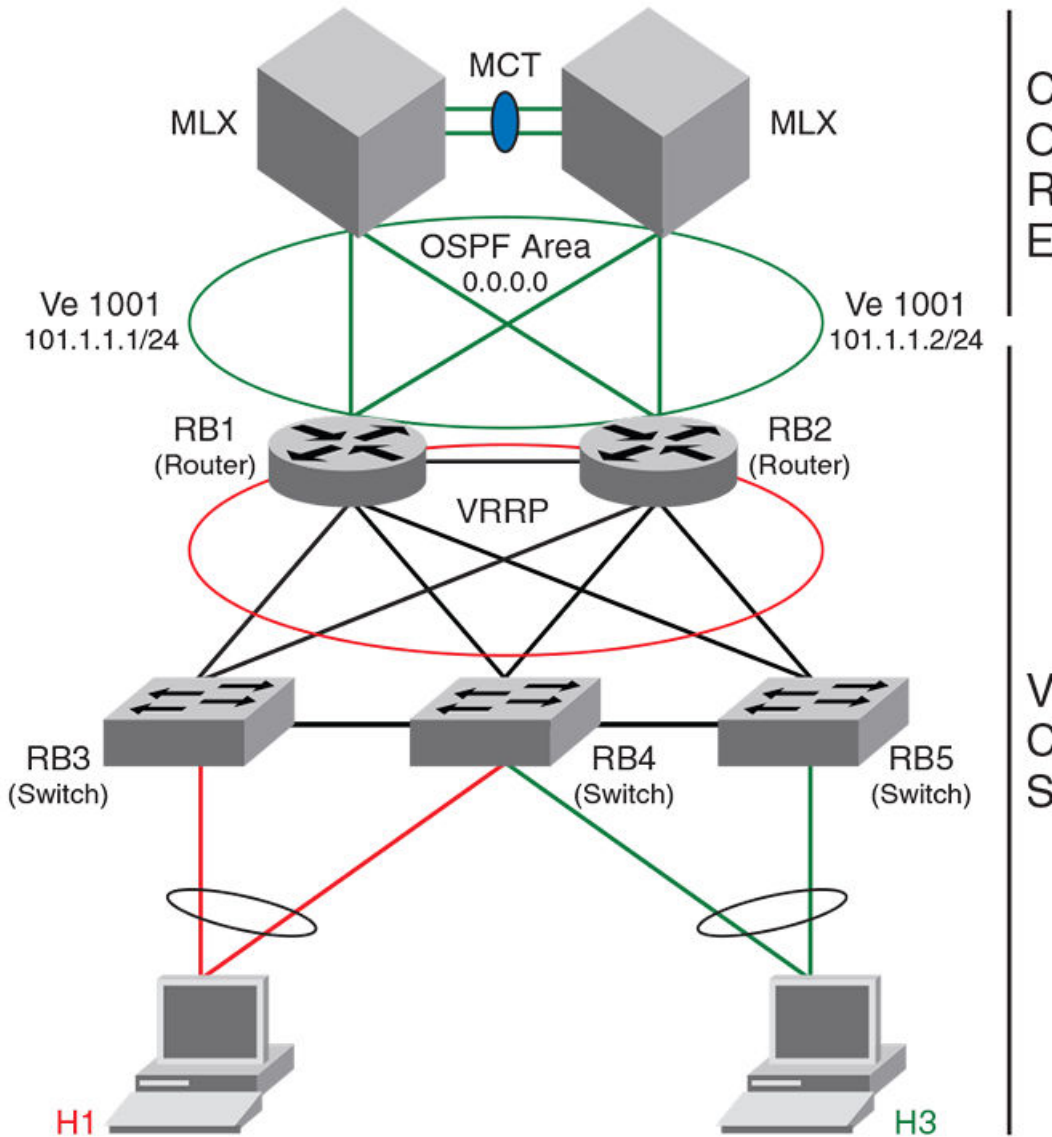 MCT
MLX
MLX
C
O
R
E
OSPF Area
0.0.0.0
Ve 1001
101.1.1.1/24
Ve 1001
101.1.1.2/24
RB1
(Router)
RB2
(Router)
VRRP
V
C
S
RB3
(Switch)
RB4
(Switch)
RB5
(Switch)
H1
H3